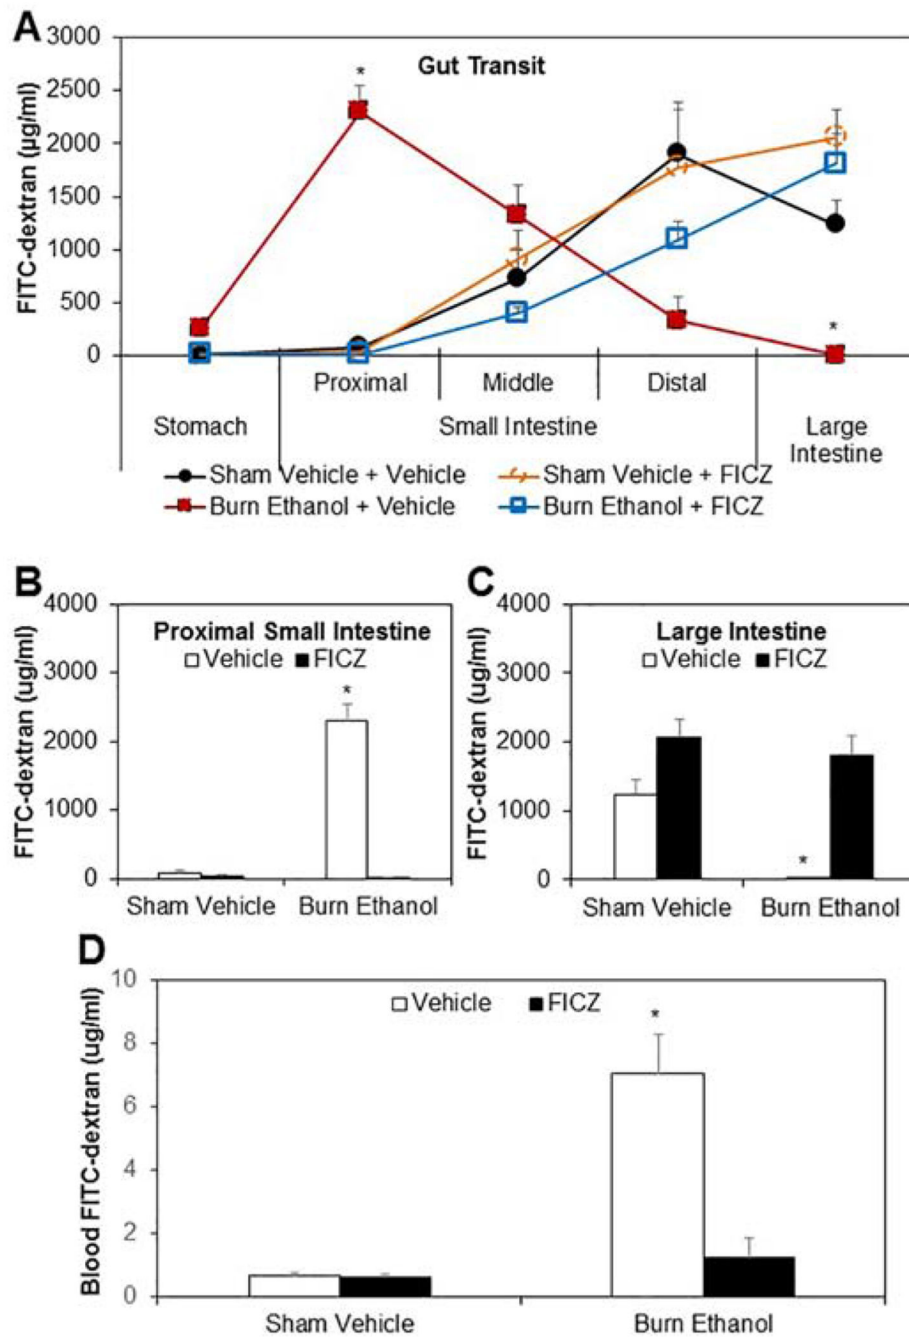 A
3000
2500
2000
1500
1000
500
0
FITC-dextran (µg/ml)
Gut Transit
*
*
Proximal Middle Distal
Stomach Small Intestine Large Intestine
Sham Vehicle + Vehicle Sham Vehicle + FICZ
Burn Ethanol + Vehicle Burn Ethanol + FICZ
B
4000
3000
2000
1000
0
FITC-dextran (ug/ml)
Proximal Small Intestine
Vehicle FICZ
*
Sham Vehicle Burn Ethanol
C
4000
3000
2000
1000
0
FITC-dextran (ug/ml)
Large Intestine
Vehicle FICZ
*
Sham Vehicle Burn Ethanol
D
10
8
6
4
2
0
Blood FITC-dextran (ug/ml)
Vehicle FICZ
*
Sham Vehicle Burn Ethanol